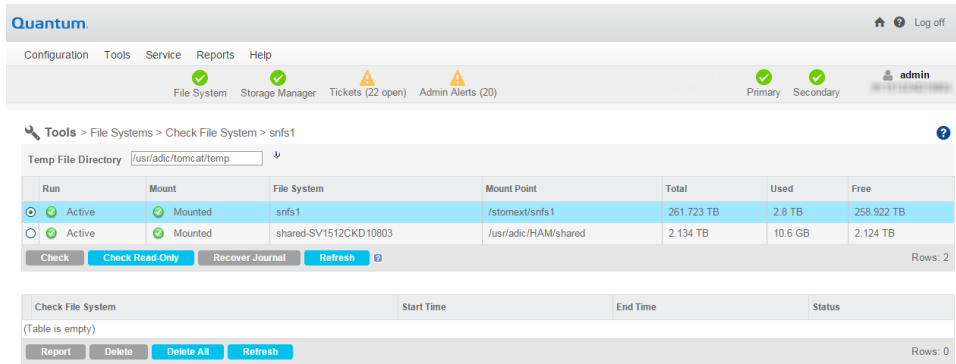 Quantum.
Log off
Configuration Tools Service Reports Help
File System Storage Manager Tickets (22 open) Admin Alerts (20) Primary Secondary admin
Tools > File Systems > Check File System > snfs1
Temp File Directory /usr/adic/tomcat/temp
Run Mount File System Mount Point Total Used Free
Active Mounted snfs1 /stornext/snfs1 261.723 TB 2.8 TB 258.922 TB
Active Mounted shared-SV1512CKD10803 /usr/adic/HAM/shared 2.134 TB 10.6 GB 2.124 TB
Check Check Read-Only Recover Journal Refresh Rows: 2
Check File System Start Time End Time Status
(Table is empty)
Report Delete Delete All Refresh Rows: 0